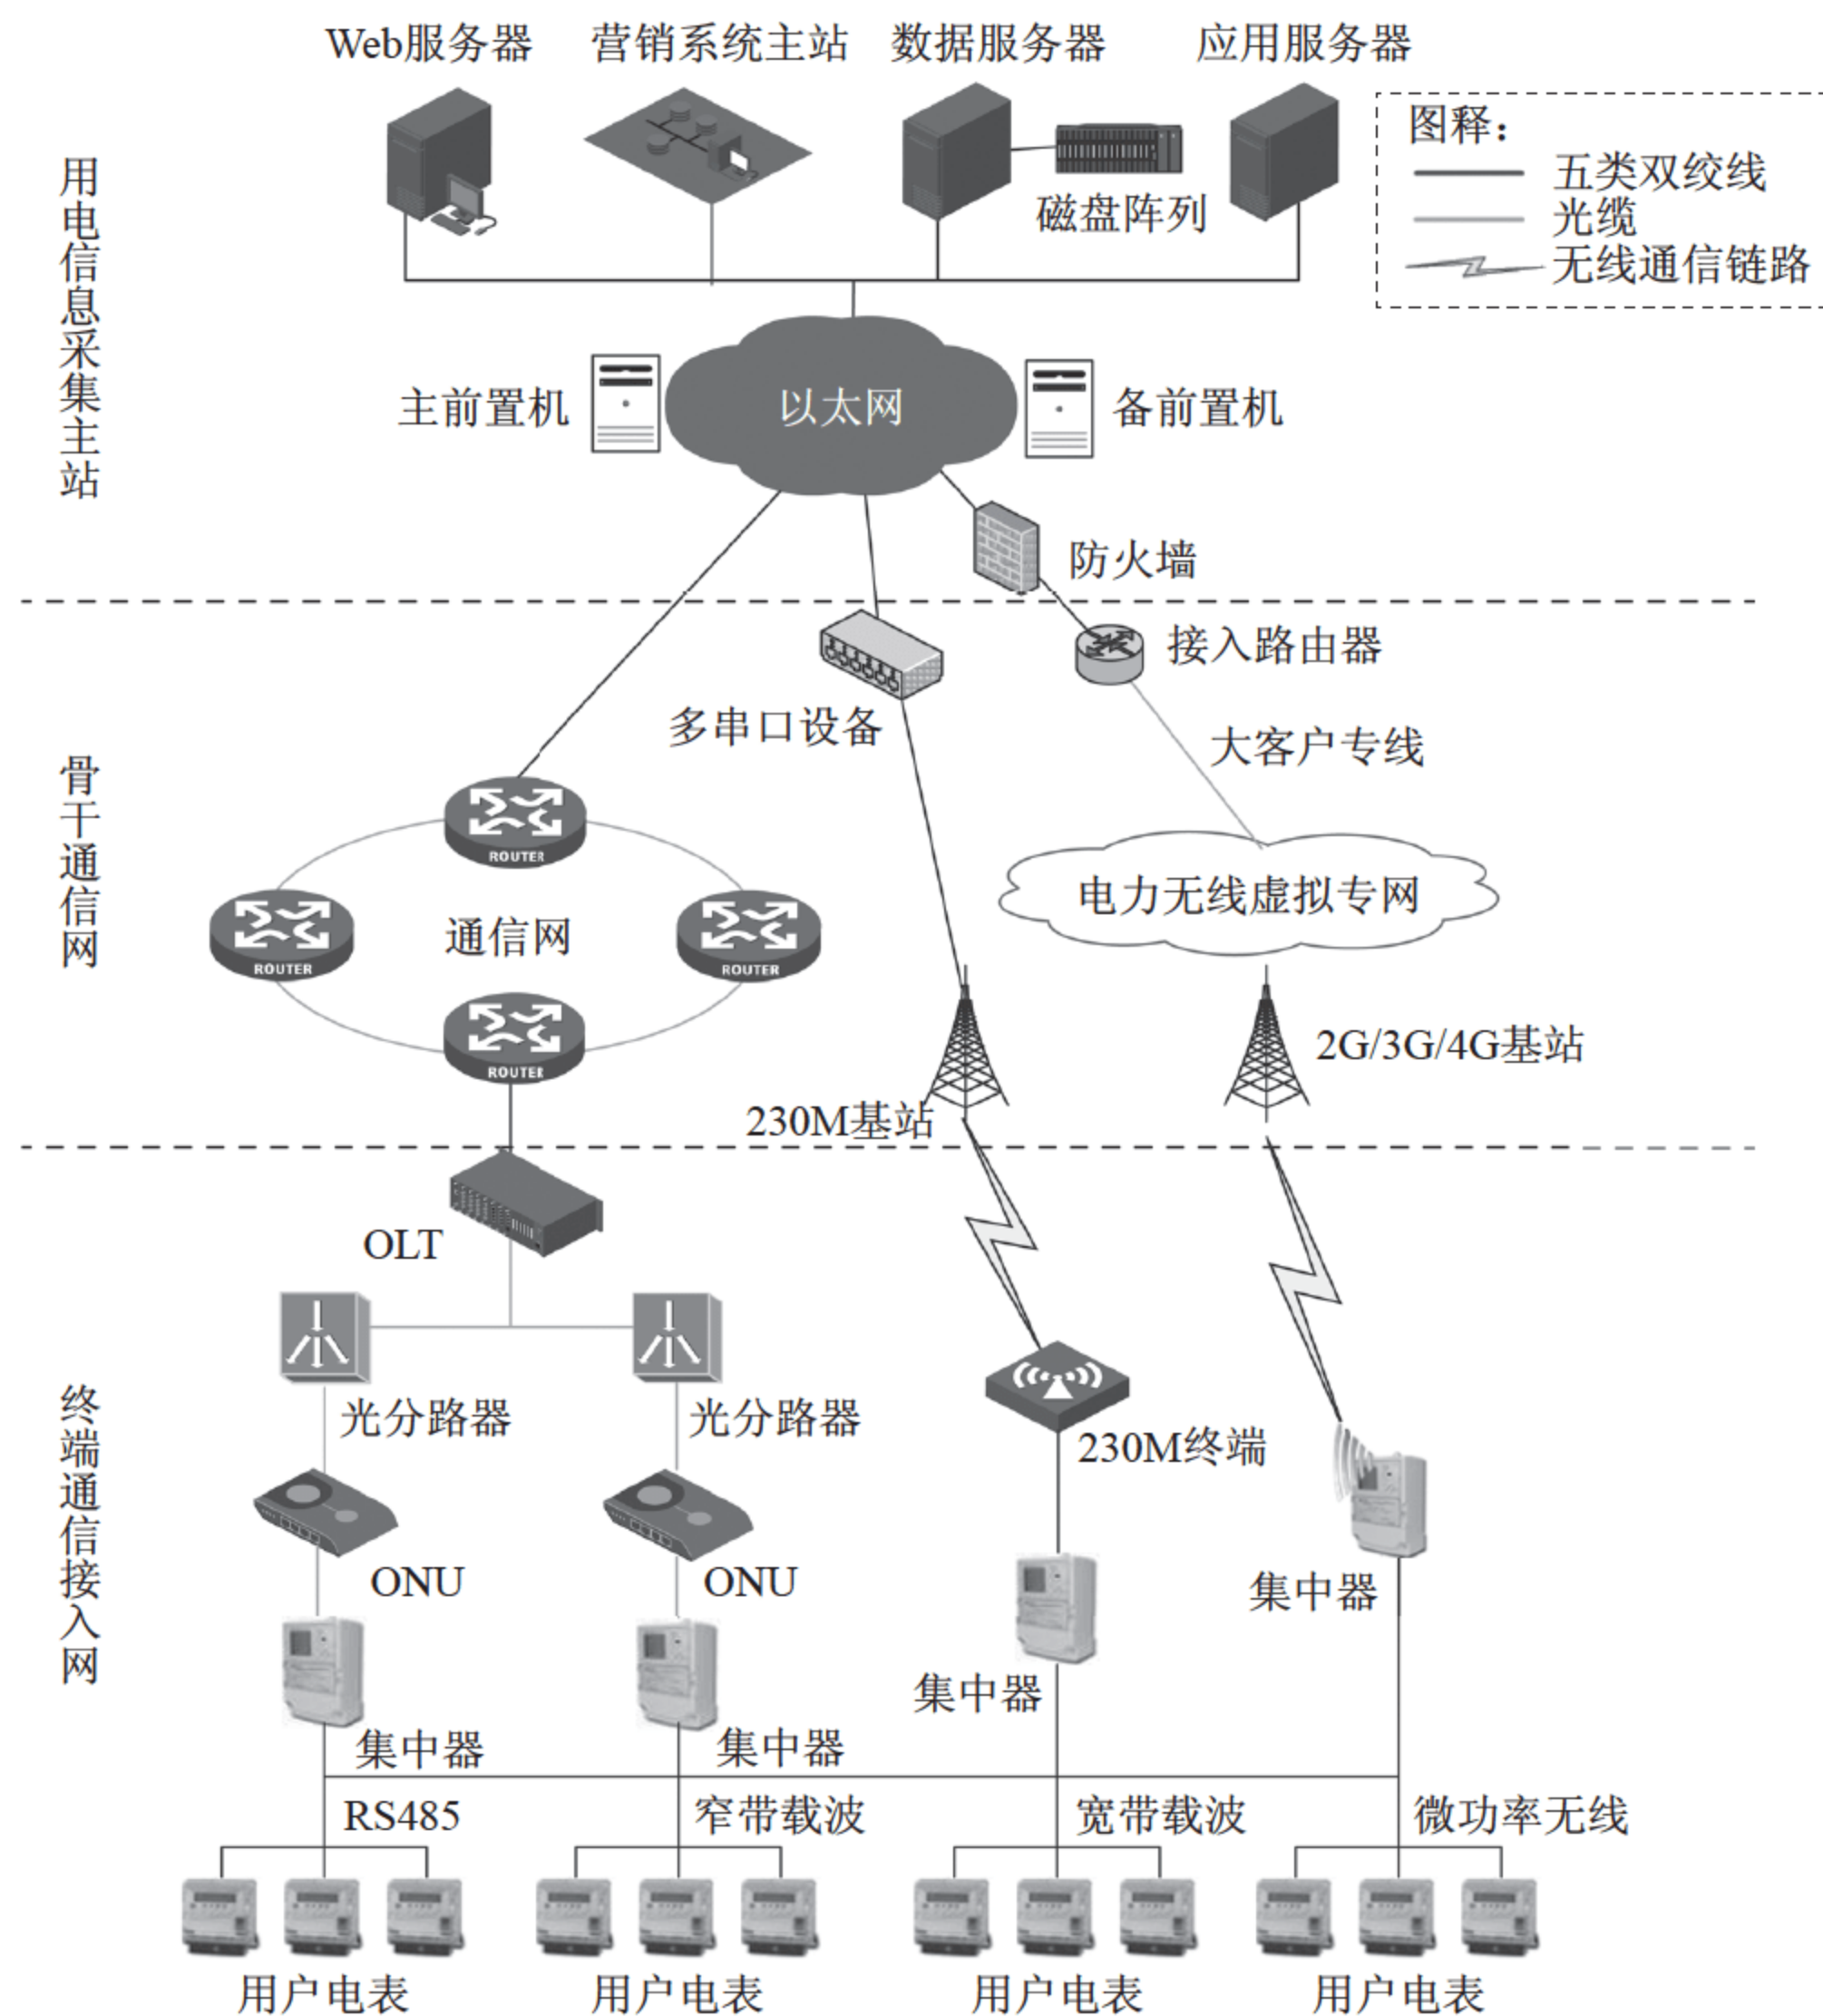 Web服务器
营销系统主站
数据服务器
应用服务器
图释：
五类双绞线
光缆
无线通信链路
磁盘阵列
用电信息采集主站
主前置机
以太网
备前置机
防火墙
接入路由器
多串口设备
大客户专线
骨干通信网
ROUTER
电力无线虚拟专网
通信网
ROUTER
ROUTER
ROUTER
2G/3G/4G基站
230M基站
OLT
终端通信接入网
光分路器
光分路器
230M终端
ONU
ONU
集中器
集中器
集中器
集中器
RS485
窄带载波
宽带载波
微功率无线
用户电表
用户电表
用户电表
用户电表